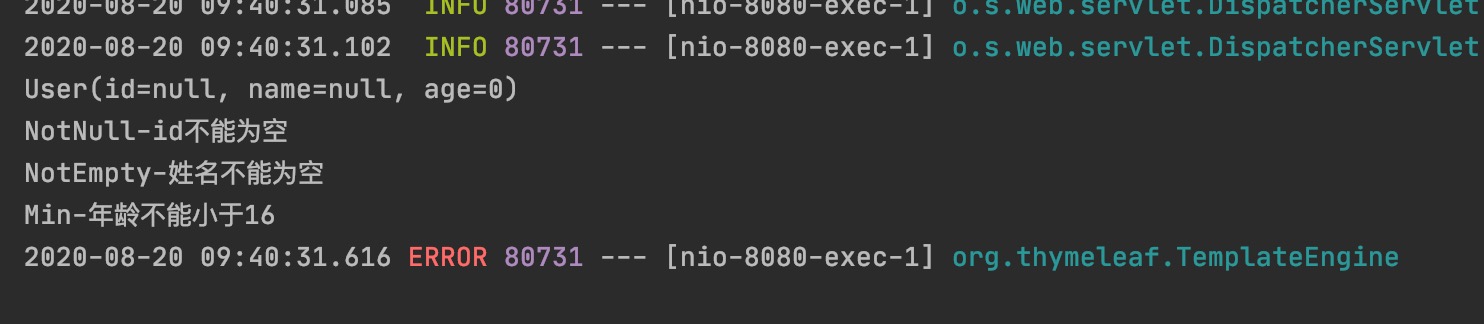 2020-08-20 09:40:31.085  INFO 80731 --- [nio-8080-exec-1] o.s.web.servlet.DispatcherServlet
2020-08-20 09:40:31.102  INFO 80731 --- [nio-8080-exec-1] o.s.web.servlet.DispatcherServlet
User(id=null, name=null, age=0)
NotNull-id不能为空
NotEmpty-姓名不能为空
Min-年龄不能小于16
2020-08-20 09:40:31.616 ERROR 80731 --- [nio-8080-exec-1] org.thymeleaf.TemplateEngine